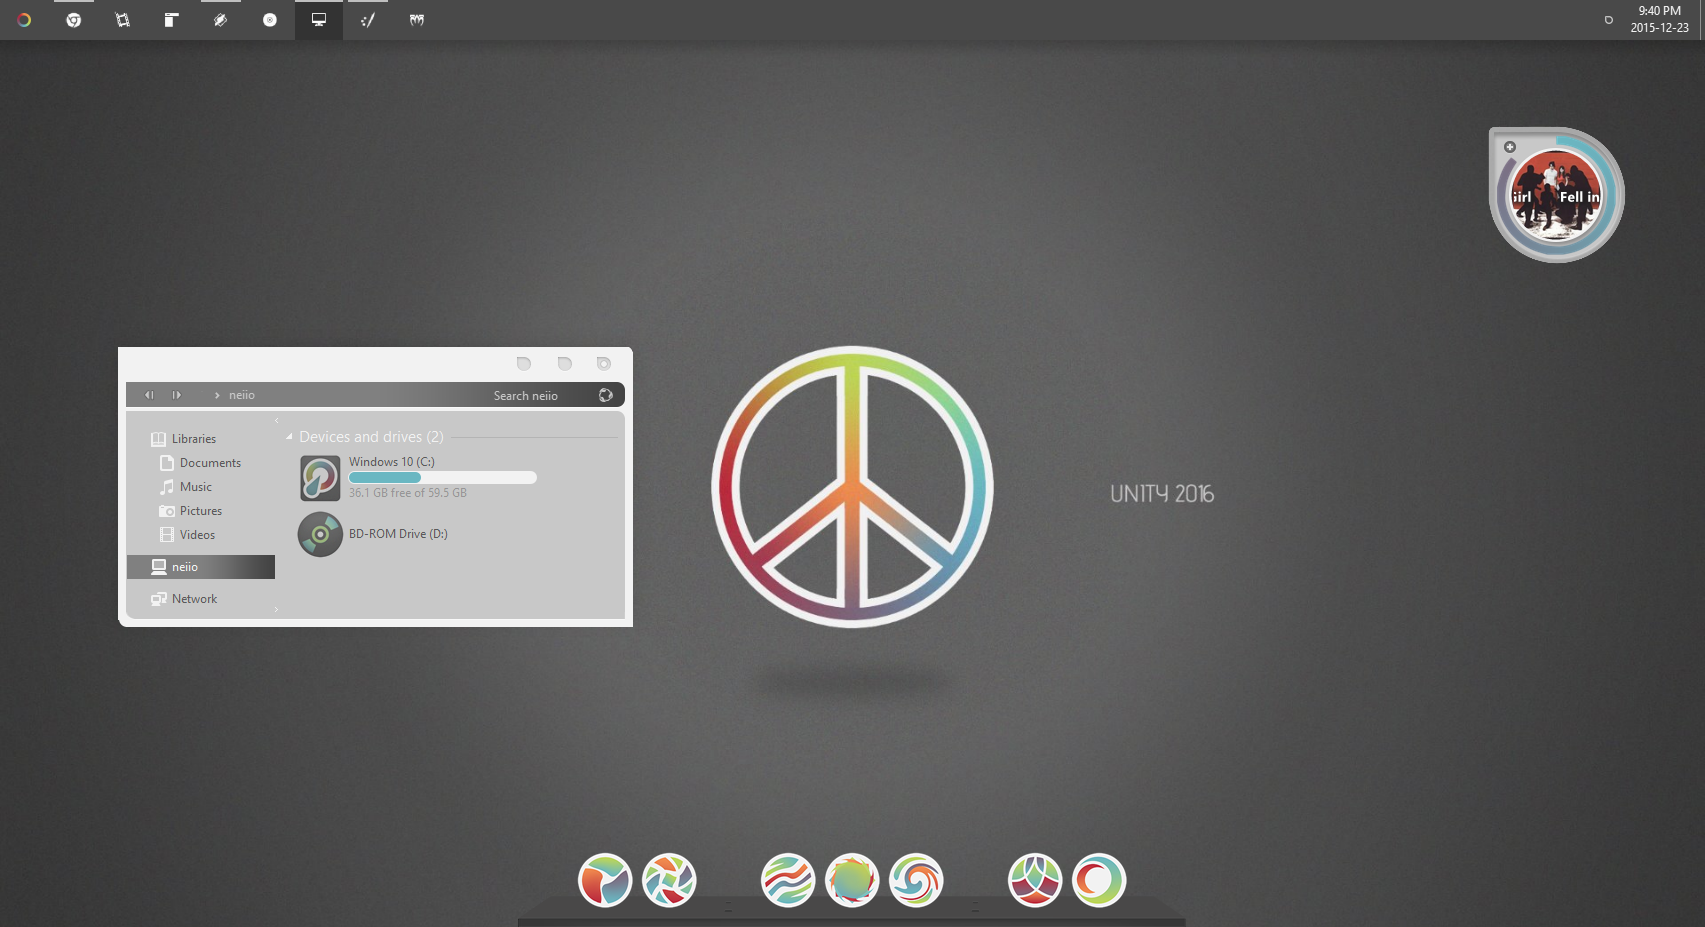 9:40 PM
2015-12-23
Girl Fell in
neiio
Search neiio
Libraries
Documents
Music
Pictures
Videos
neiio
Network
Devices and drives (2)
Windows 10 (C:)
36.1 GB free of 59.5 GB
BD-ROM Drive (D:)
UNITY 2016